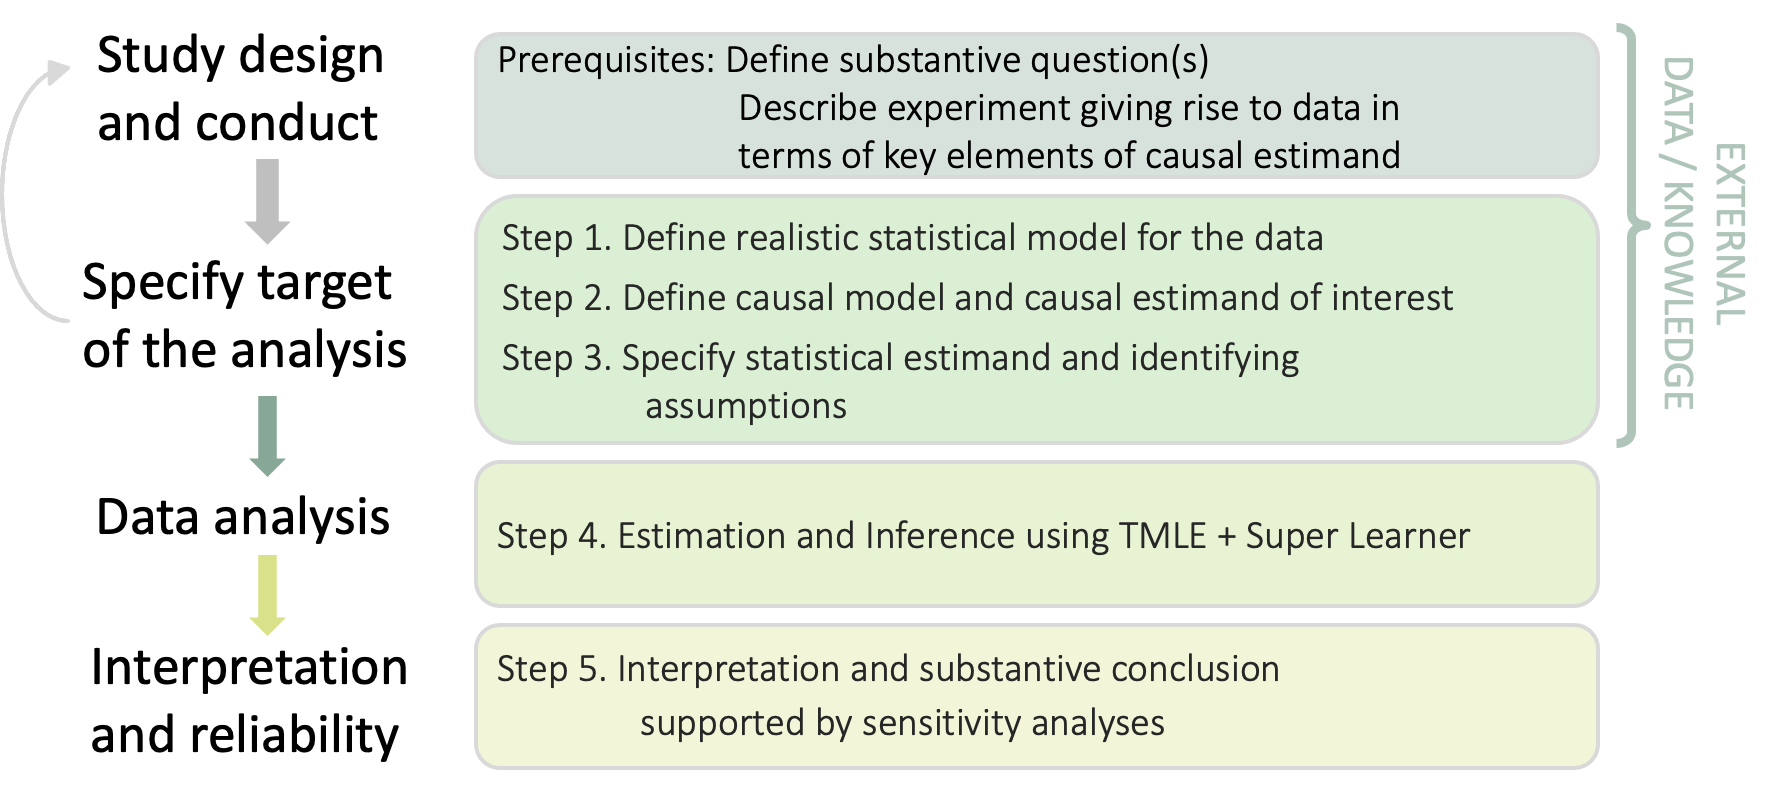 Study design
and conduct
Prerequisites: Define substantive question(s)
Describe experiment giving rise to data in
terms of key elements of causal estimand
Specify target
of the analysis
Step 1. Define realistic statistical model for the data
Step 2. Define causal model and causal estimand of interest
Step 3. Specify statistical estimand and identifying
assumptions
EXTERNAL
DATA / KNOWLEDGE
Data analysis
Step 4. Estimation and Inference using TMLE + Super Learner
Interpretation
and reliability
Step 5. Interpretation and substantive conclusion
supported by sensitivity analyses